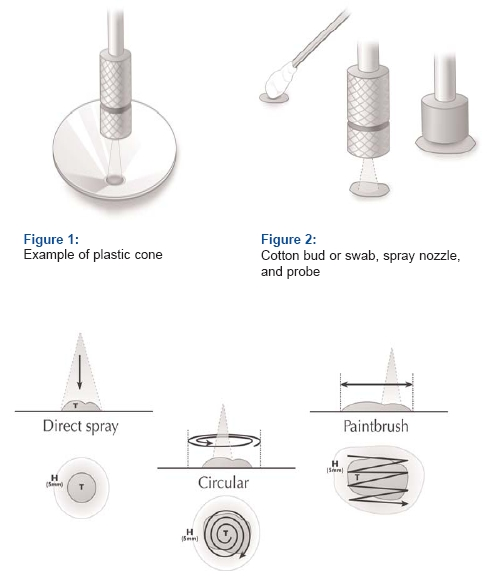 Figure 1:
Example of plastic cone
Figure 2:
Cotton bud or swab, spray nozzle,
and probe
T
Direct spray
H
(5mm)
T
Circular
H
(5mm)
T
Paintbrush
H
(5mm)
T